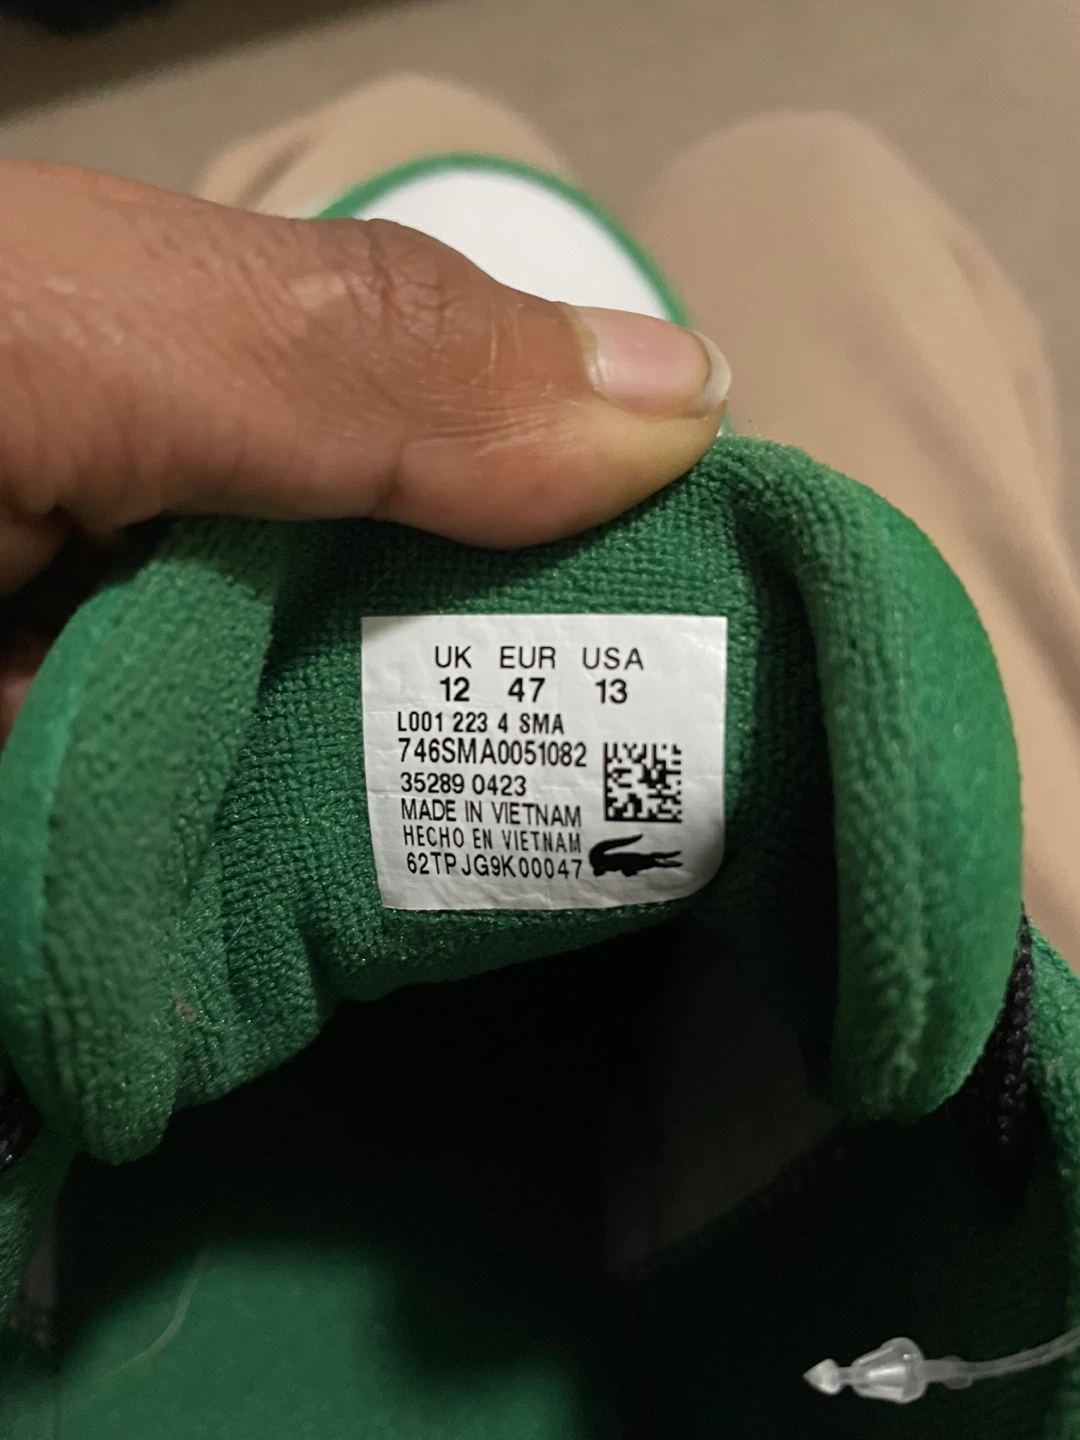 UK EUR USA
12 47 13
L001 223 4 SMA
746SMA0051082
35289 0423
MADE IN VIETNAM
HECHO EN VIETNAM
62TPJG9K00047